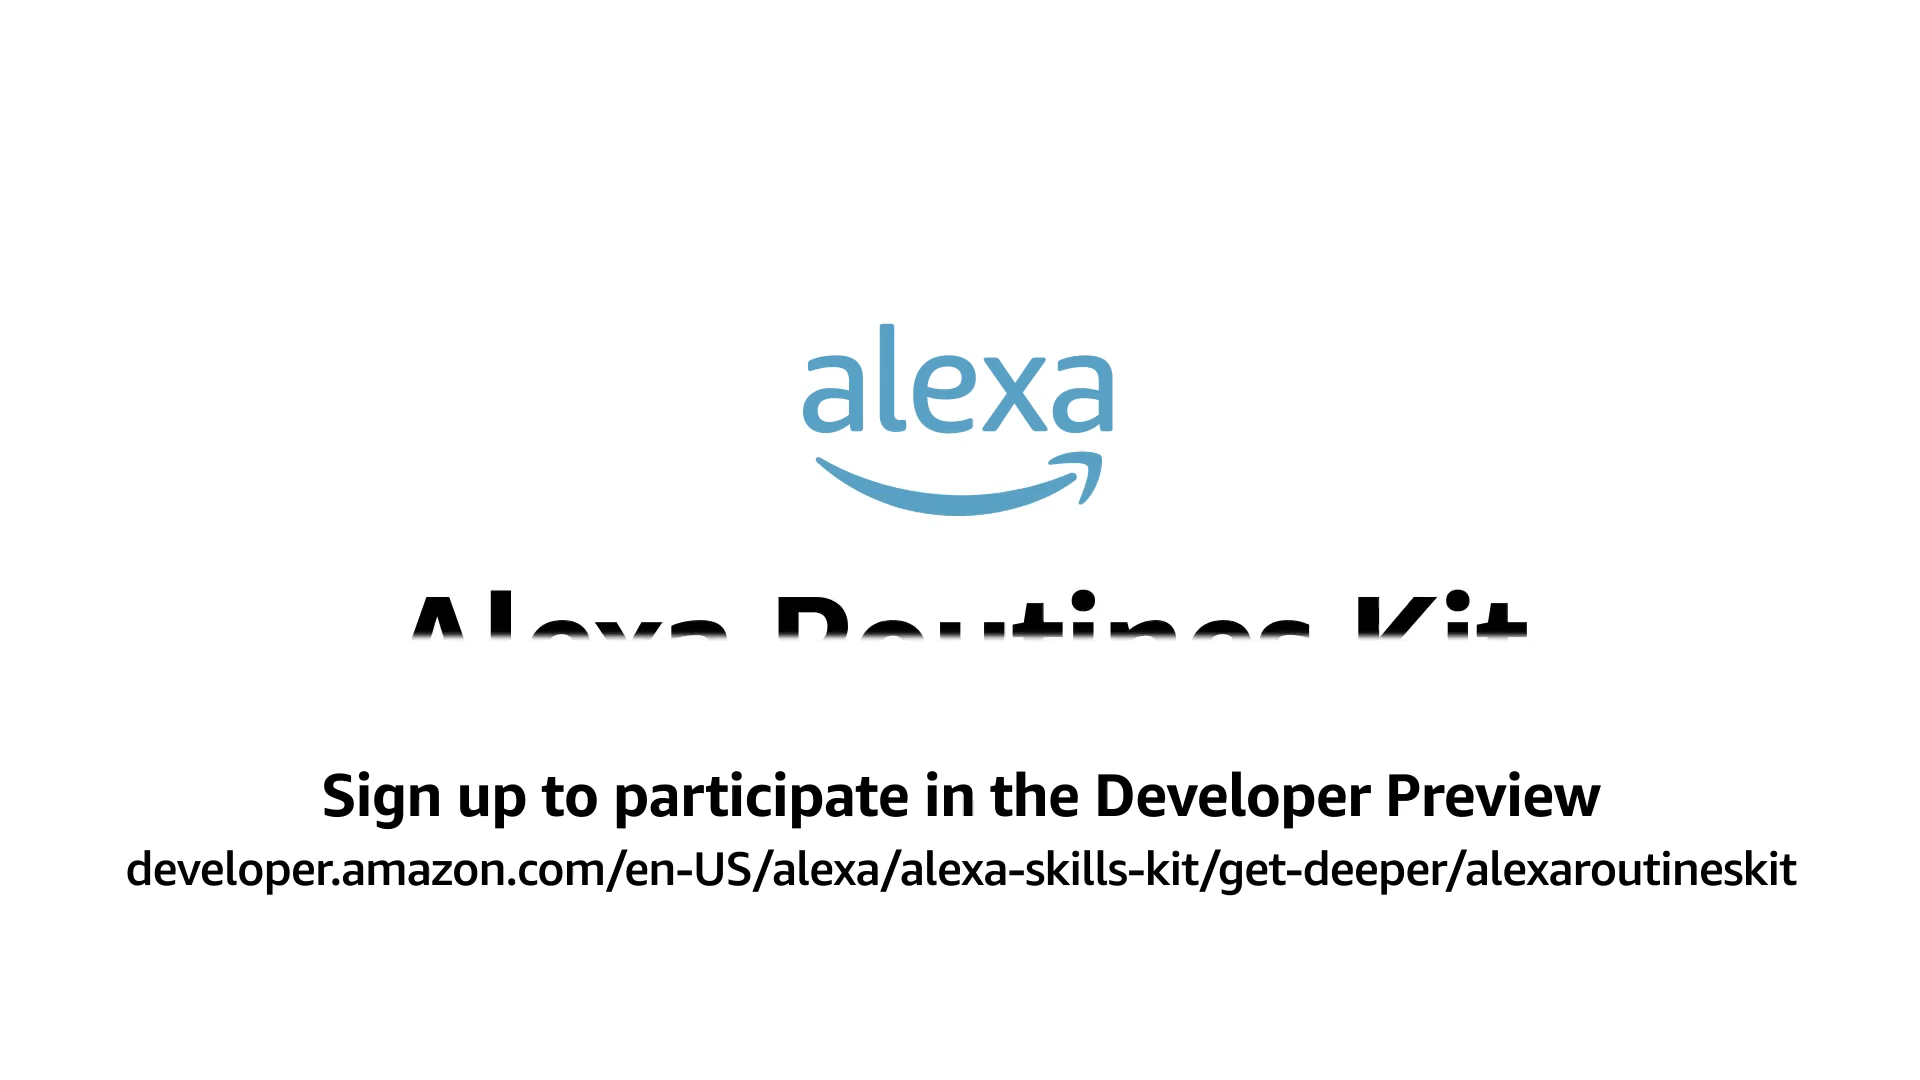 alexa
Alexa Routines Kit
Sign up to participate in the Developer Preview
developer.amazon.com/en-US/alexa/alexa-skills-kit/get-deeper/alexaroutineskit